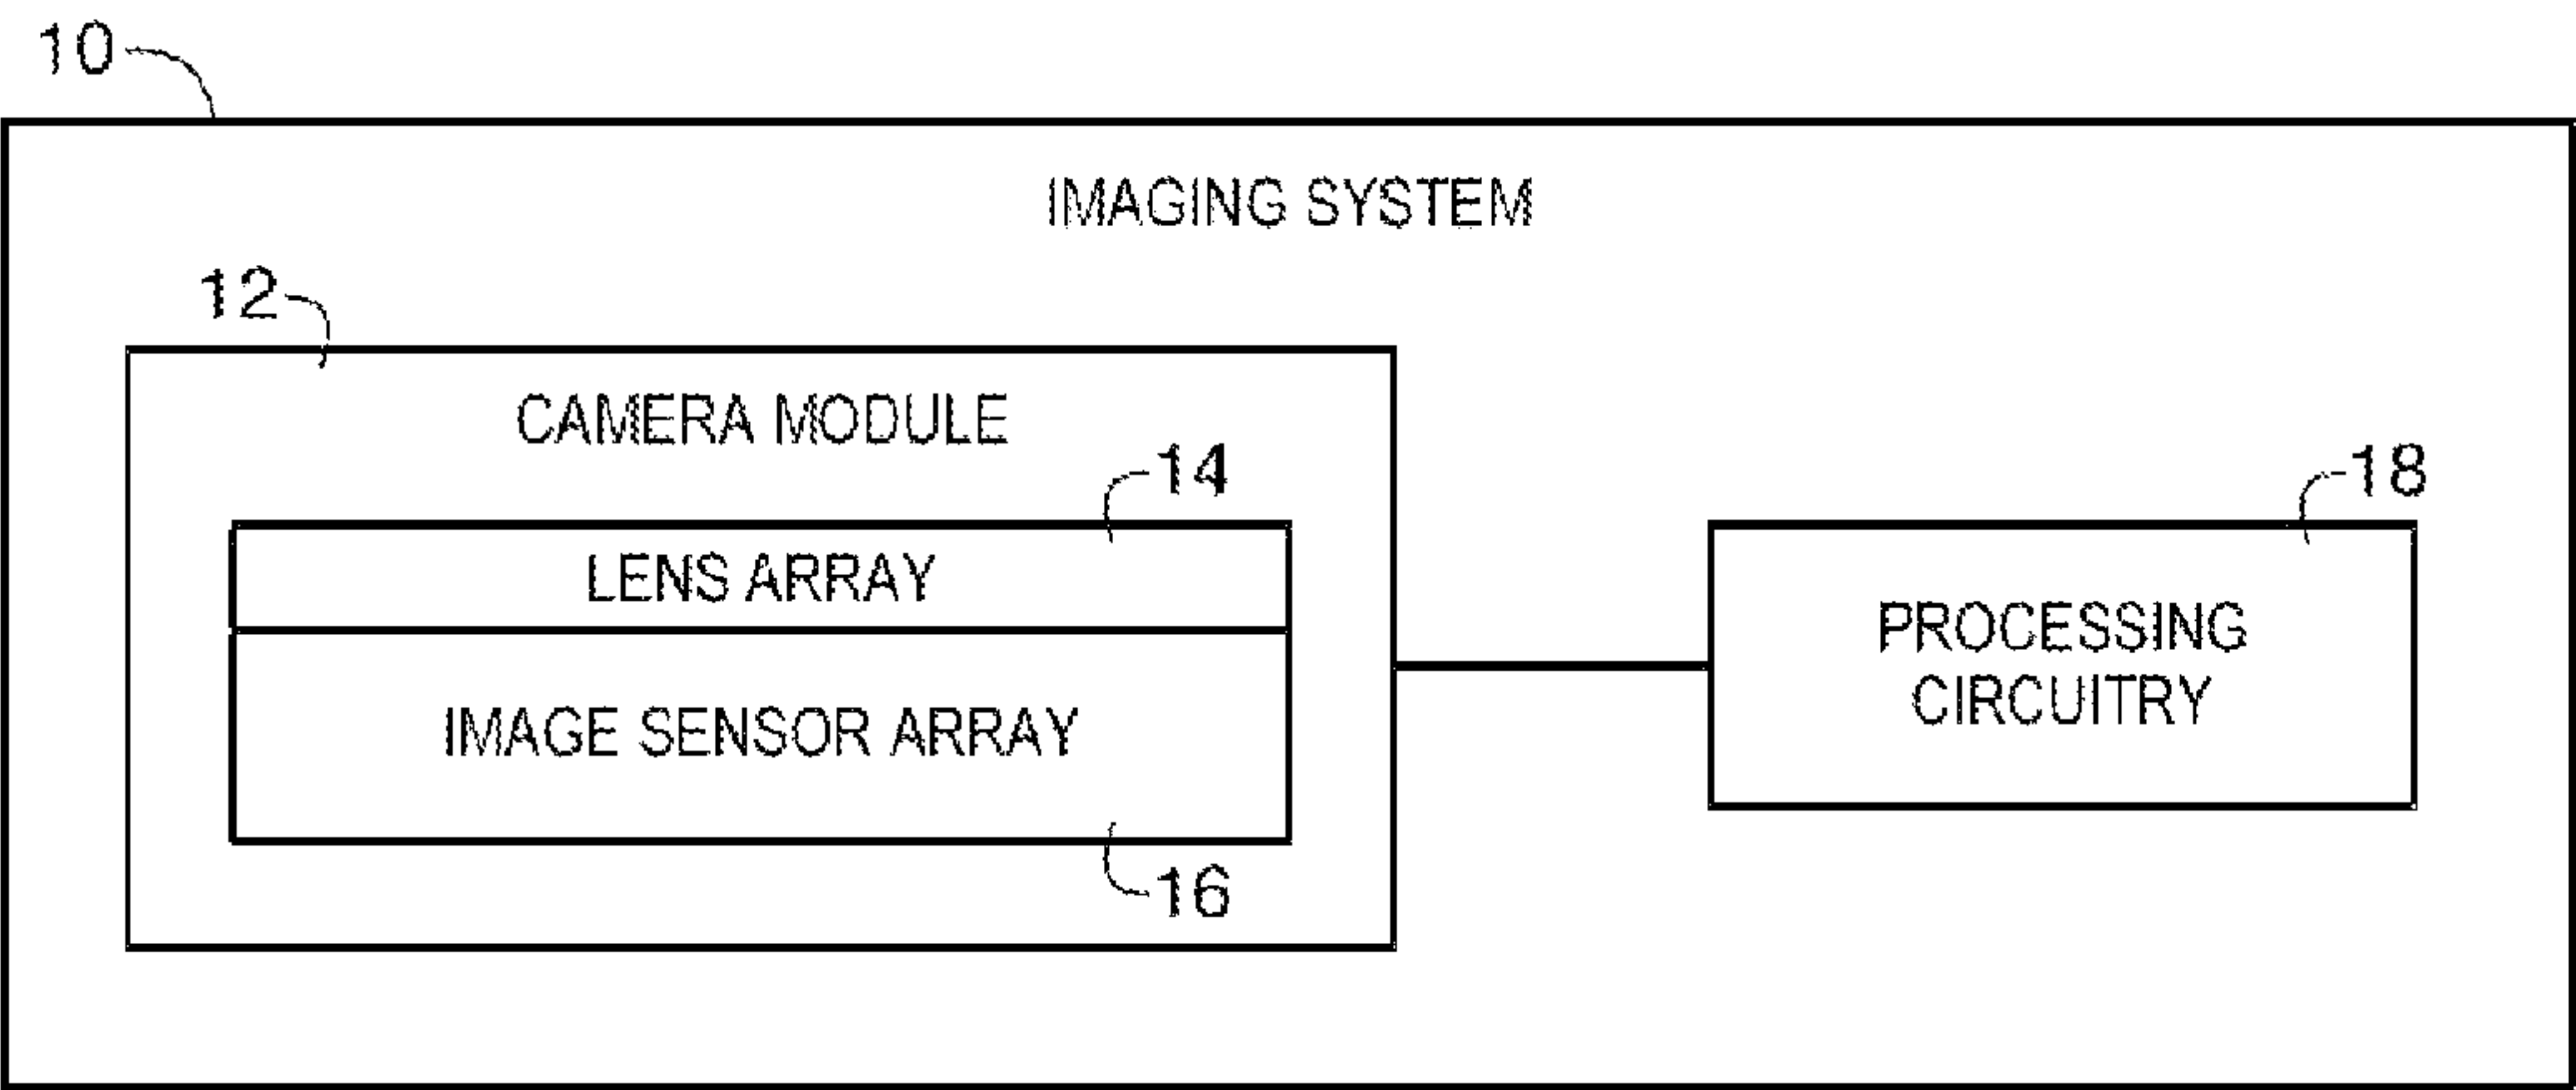 10
IMAGING SYSTEM
12
CAMERA MODULE
14
18
LENS ARRAY
PROCESSING
CIRCUITRY
IMAGE SENSOR ARRAY
16